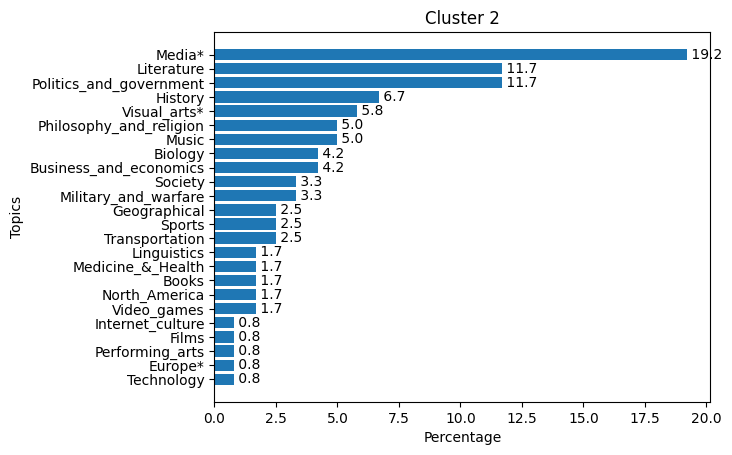 Cluster 2
Topics
Media* 19.2
Literature 11.7
Politics_and_government 11.7
History 6.7
Visual_arts* 5.8
Philosophy_and_religion 5.0
Music 5.0
Biology 4.2
Business_and_economics 4.2
Society 3.3
Military_and_warfare 3.3
Geographical 2.5
Sports 2.5
Transportation 2.5
Linguistics 1.7
Medicine_&_Health 1.7
Books 1.7
North_America 1.7
Video_games 1.7
Internet_culture 0.8
Films 0.8
Performing_arts 0.8
Europe* 0.8
Technology 0.8
0.0 2.5 5.0 7.5 10.0 12.5 15.0 17.5 20.0
Percentage